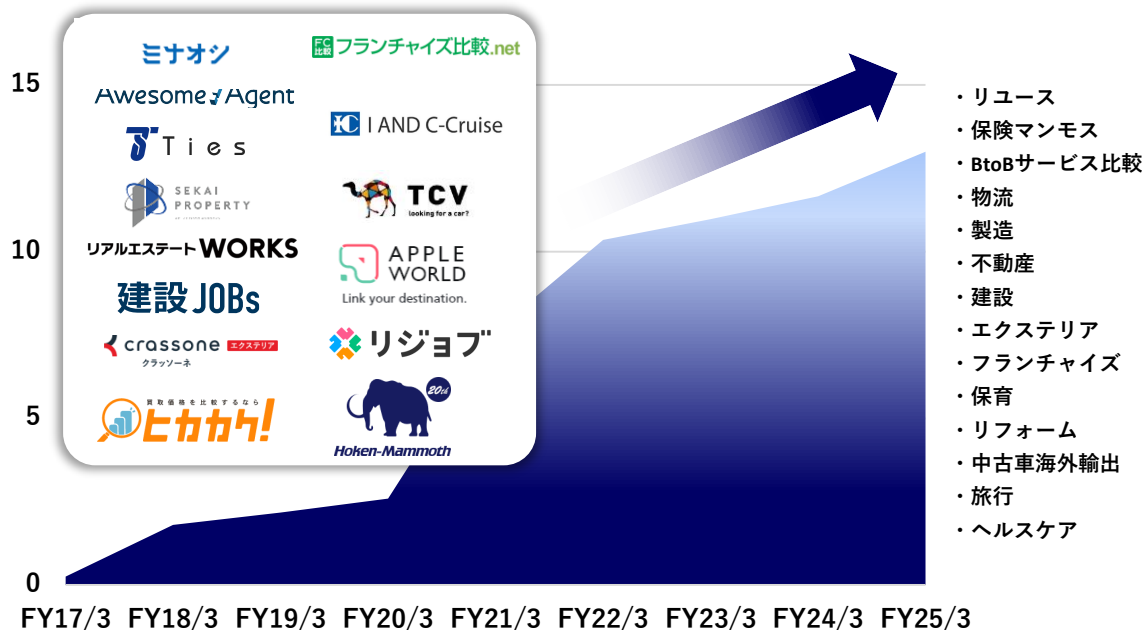 15
10
5
0
ミナオシ
Awesome Agent
Ties
SEKAI
PROPERTY
リアルエステートWORKS
建設JOBs
crassone エクステリア
クラッソーネ
買取価格を比較するなら
ヒカカク!
FC
比較
フランチャイズ比較.net
IC I AND C-Cruise
TCV
looking for a car?
APPLE
WORLD
Link your destination.
リジョブ
20th
Hoken-Mammoth
・リユース
・保険マンモス
・BtoBサービス比較
・物流
・製造
・不動産
・建設
・エクステリア
・フランチャイズ
・保育
・リフォーム
・中古車海外輸出
・旅行
・ヘルスケア
FY17/3 FY18/3 FY19/3 FY20/3 FY21/3 FY22/3 FY23/3 FY24/3 FY25/3